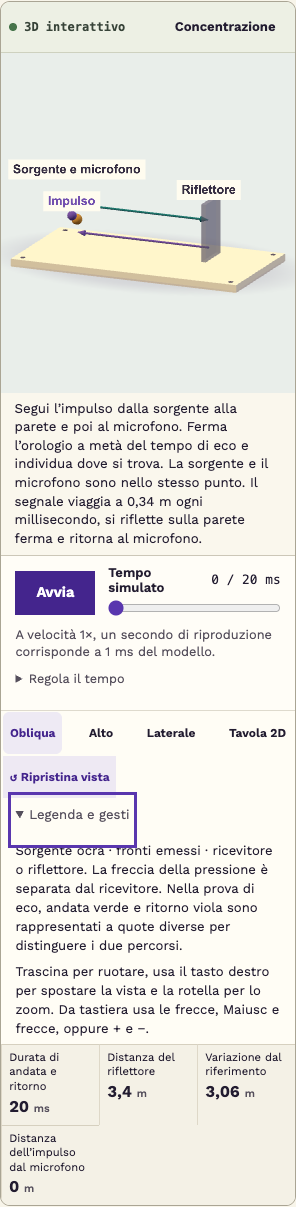 3D interattivo
Concentrazione
Sorgente e microfono
Riflettore
Impulso
Segui l’impulso dalla sorgente alla
parete e poi al microfono. Ferma
l’orologio a metà del tempo di eco e
individua dove si trova. La sorgente e il
microfono sono nello stesso punto. Il
segnale viaggia a 0,34 m ogni
millisecondo, si riflette sulla parete
ferma e ritorna al microfono.
Avvia
Tempo
simulato
0 / 20 ms
A velocità 1×, un secondo di riproduzione
corrisponde a 1 ms del modello.
▶ Regola il tempo
Obliqua Alto Laterale Tavola 2D
↺ Ripristina vista
▼ Legenda e gesti
Sorgente ocra · fronti emessi · ricevitore
o riflettore. La freccia della pressione è
separata dal ricevitore. Nella prova di
eco, andata verde e ritorno viola sono
rappresentati a quote diverse per
distinguere i due percorsi.
Trascina per ruotare, usa il tasto destro
per spostare la vista e la rotella per lo
zoom. Da tastiera usa le frecce, Maiusc e
frecce, oppure + e −.
Durata di
andata e
ritorno
20 ms
Distanza del
riflettore
3,4 m
Variazione dal
riferimento
3,06 m
Distanza
dell’impulso
dal microfono
0 m